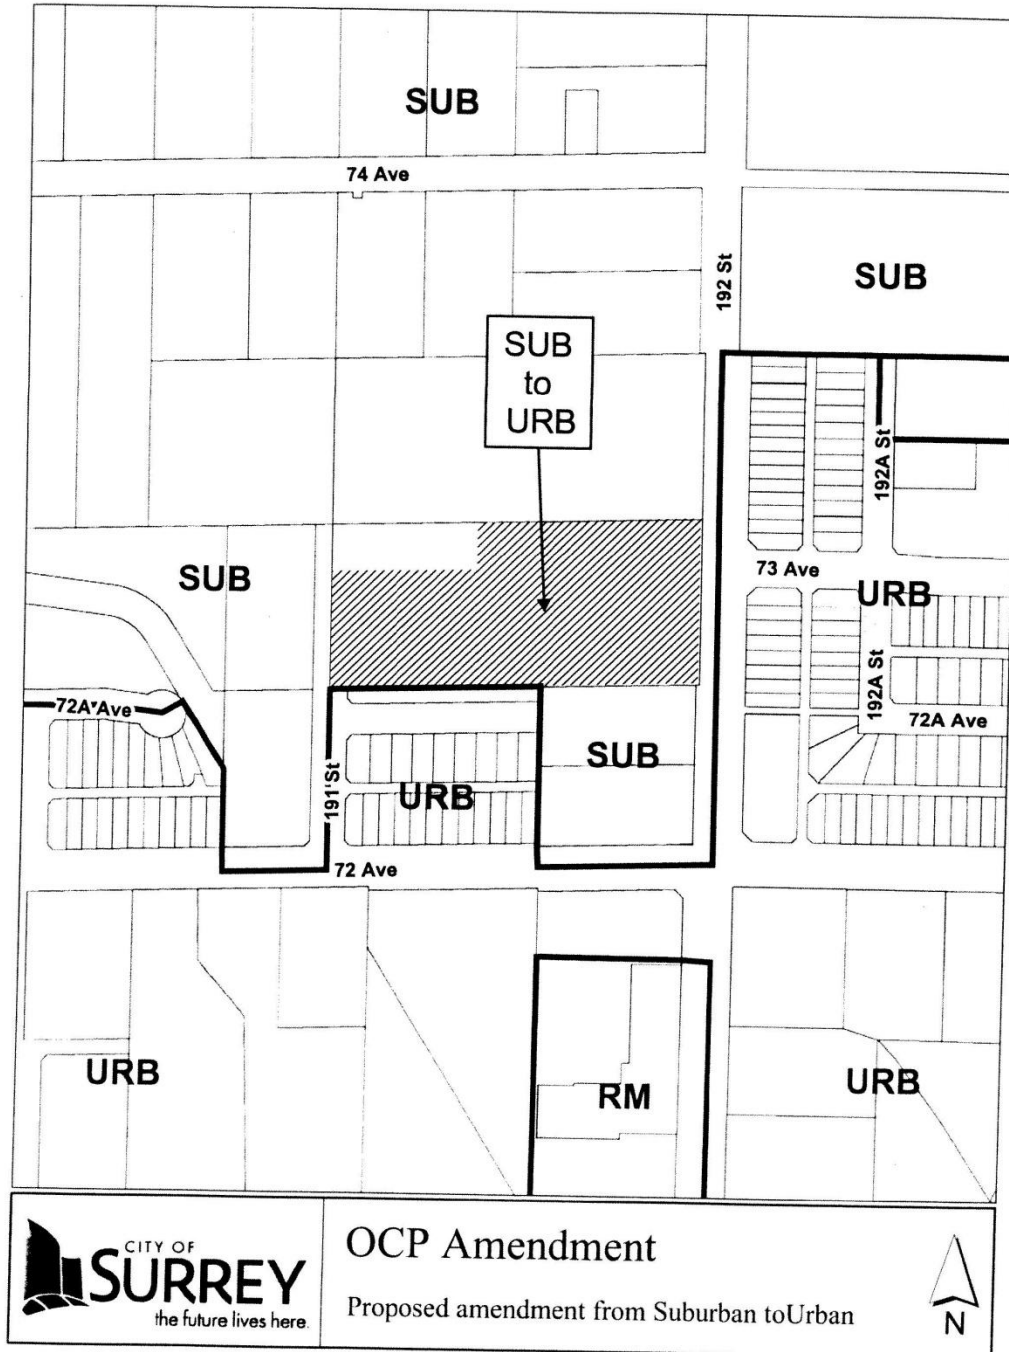 SUB
74 Ave
192 St
SUB
SUB
to
URB
192A St
73 Ave
SUB
URB
192A St
72A Ave
72A Ave
SUB
191 St
URB
72 Ave
URB
RM
URB
CITY OF
SURREY
the future lives here.
OCP Amendment
Proposed amendment from Suburban toUrban
N